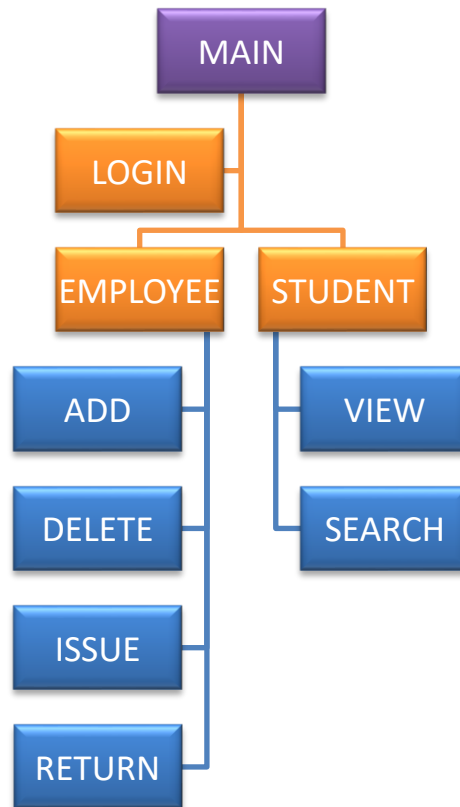 MAIN
LOGIN
EMPLOYEE
STUDENT
ADD
VIEW
DELETE
SEARCH
ISSUE
RETURN